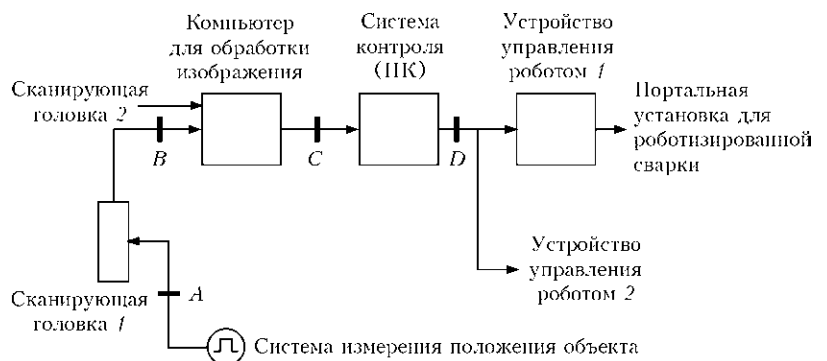 Компьютер
для обработки
изображения
Система
контроля
(ПК)
Устройство
управления
роботом 1
Сканирующая
головка 2
Портальная
установка для
роботизированной
сварки
B
C
D
Устройство
управления
роботом 2
A
Сканирующая
головка 1
Система измерения положения объекта